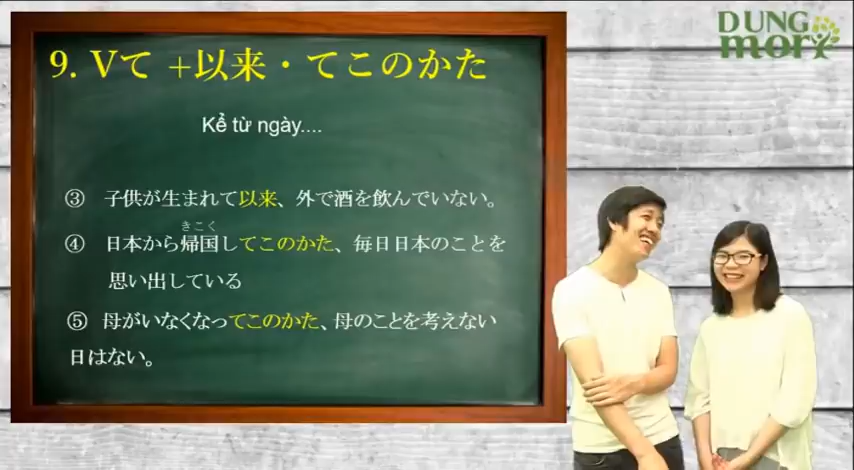 DUNG
mori
9. Vて +以来・てこのかた
Kể từ ngày....
③ 子供が生まれて以来、外で酒を飲んでいない。
きこく
④ 日本から帰国してこのかた、毎日日本のことを
思い出している
⑤ 母がいなくなってこのかた、母のことを考えない
日はない。